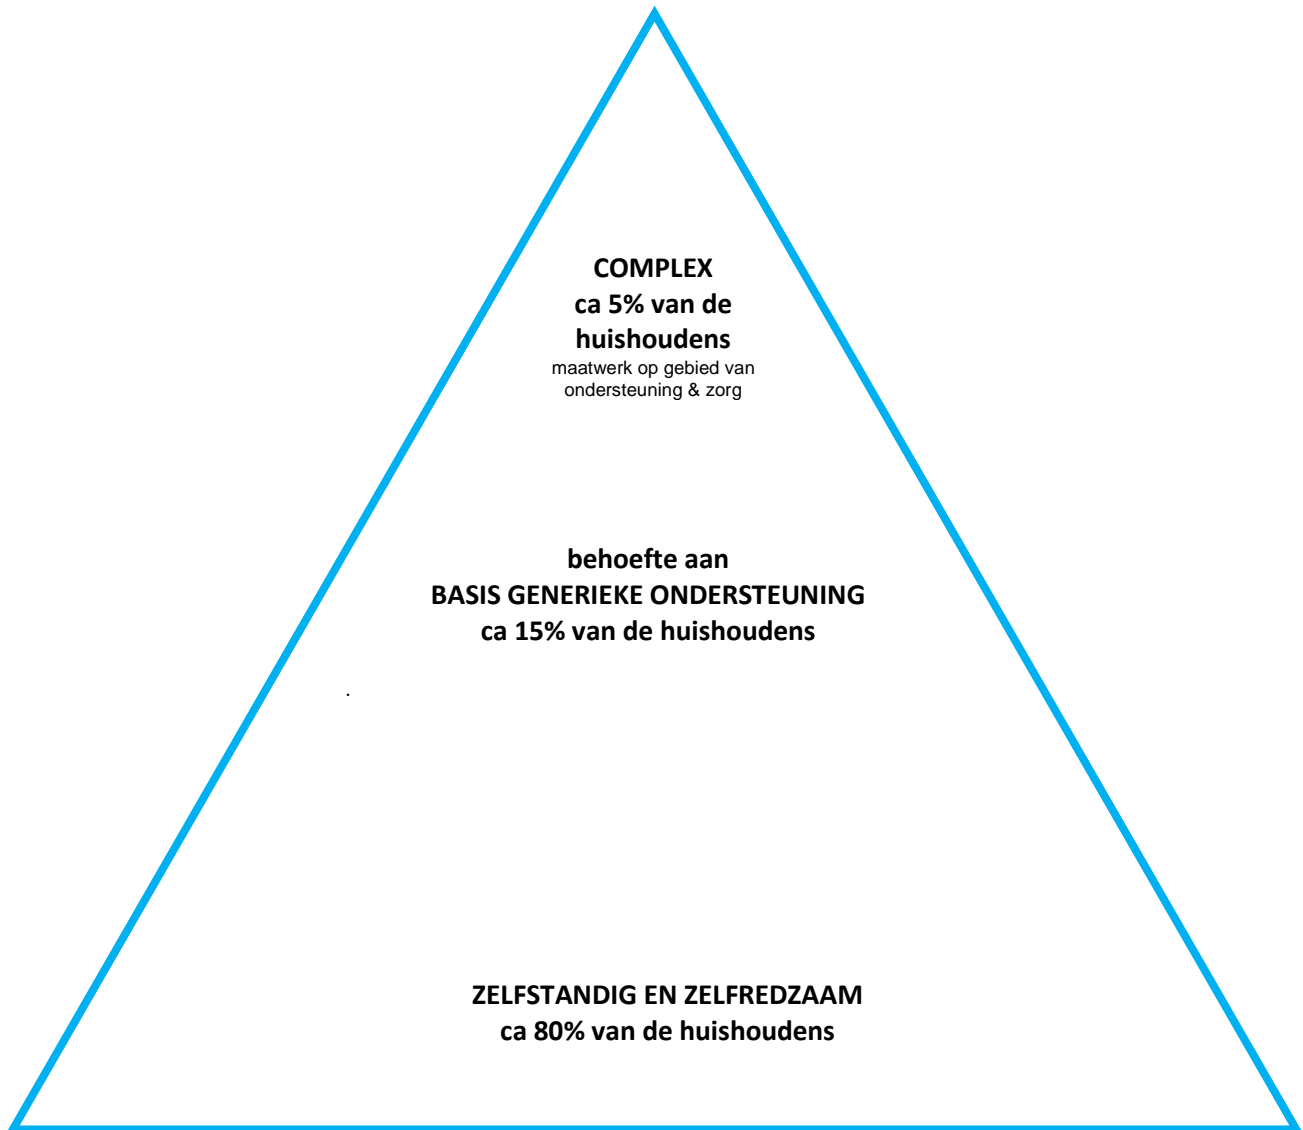 COMPLEX
ca 5% van de
huishoudens
maatwerk op gebied van
ondersteuning & zorg
behoefte aan
BASIS GENERIEKE ONDERSTEUNING
ca 15% van de huishoudens
.
ZELFSTANDIG EN ZELFREDZAAM
ca 80% van de huishoudens